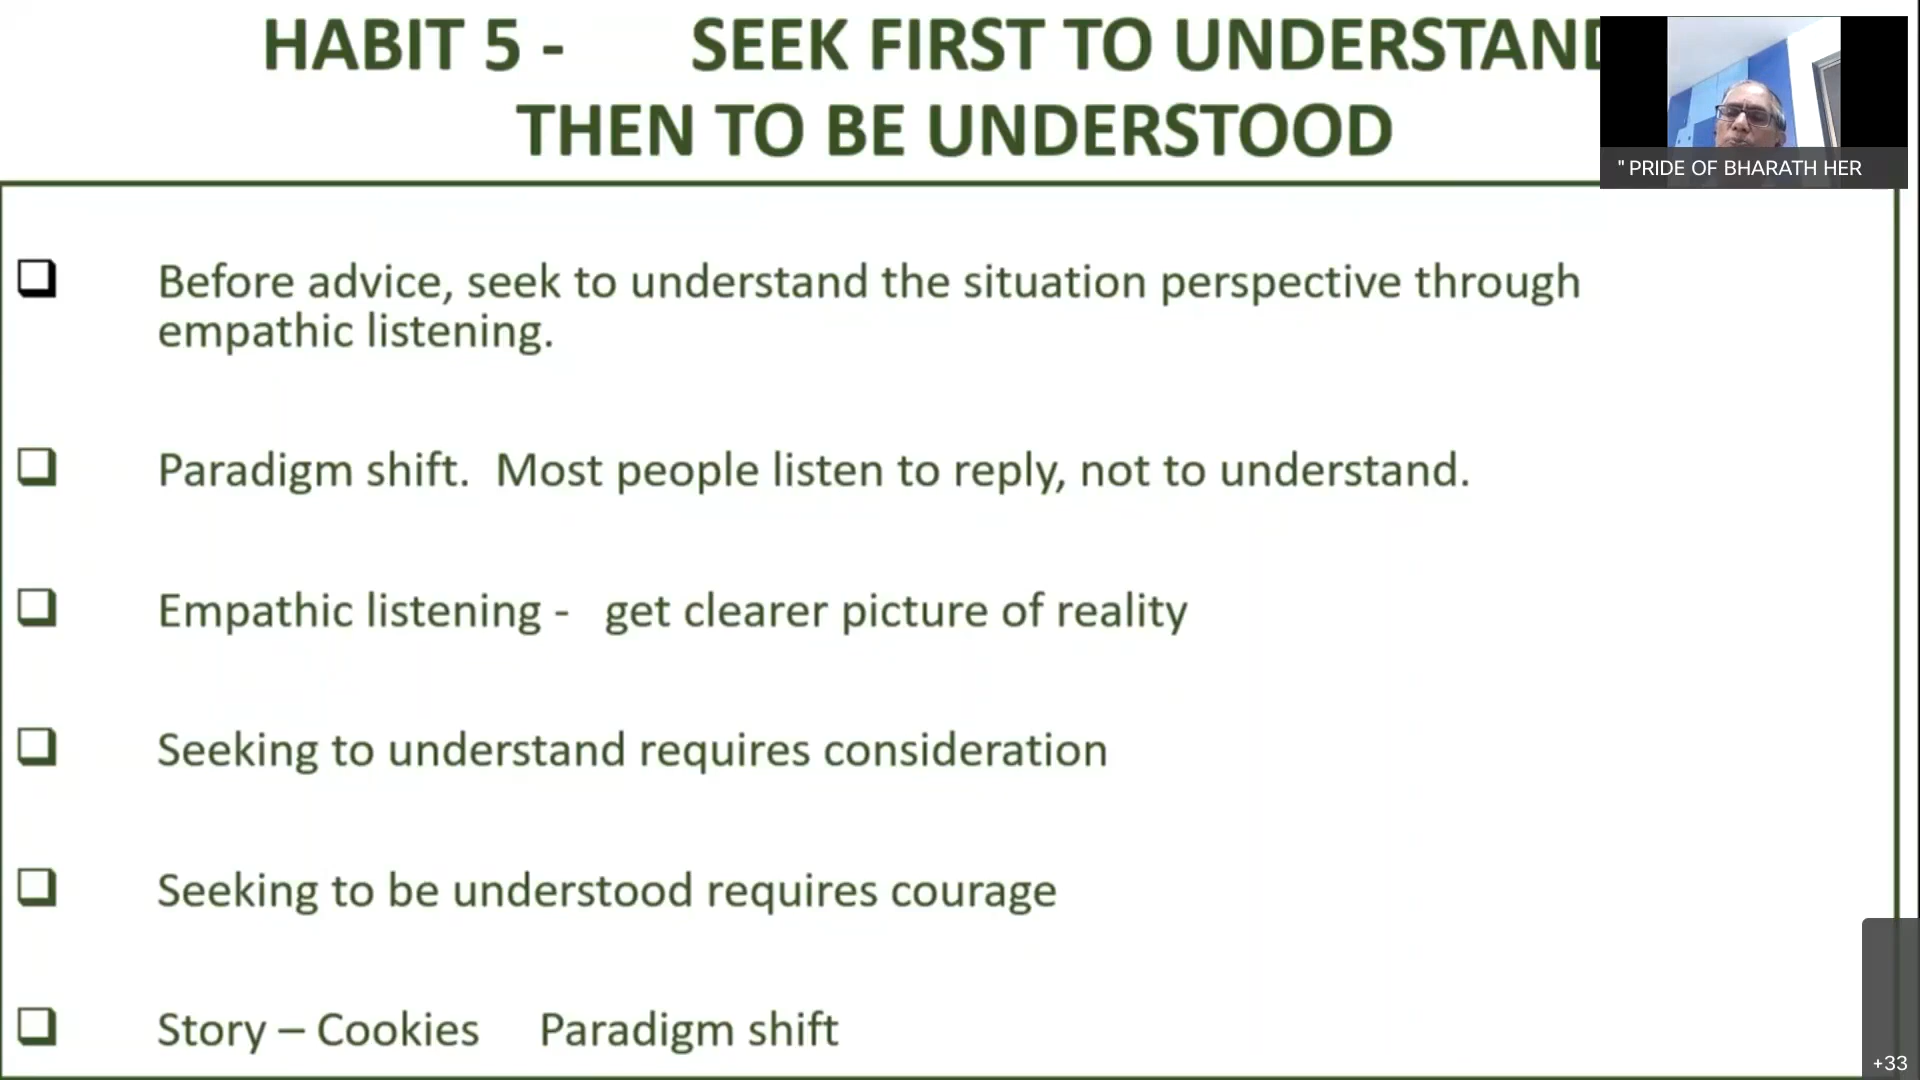 HABIT 5 - SEEK FIRST TO UNDERSTAND
THEN TO BE UNDERSTOOD
" PRIDE OF BHARATH HER
Before advice, seek to understand the situation perspective through
empathic listening.
Paradigm shift. Most people listen to reply, not to understand.
Empathic listening - get clearer picture of reality
Seeking to understand requires consideration
Seeking to be understood requires courage
Story – Cookies Paradigm shift
+33